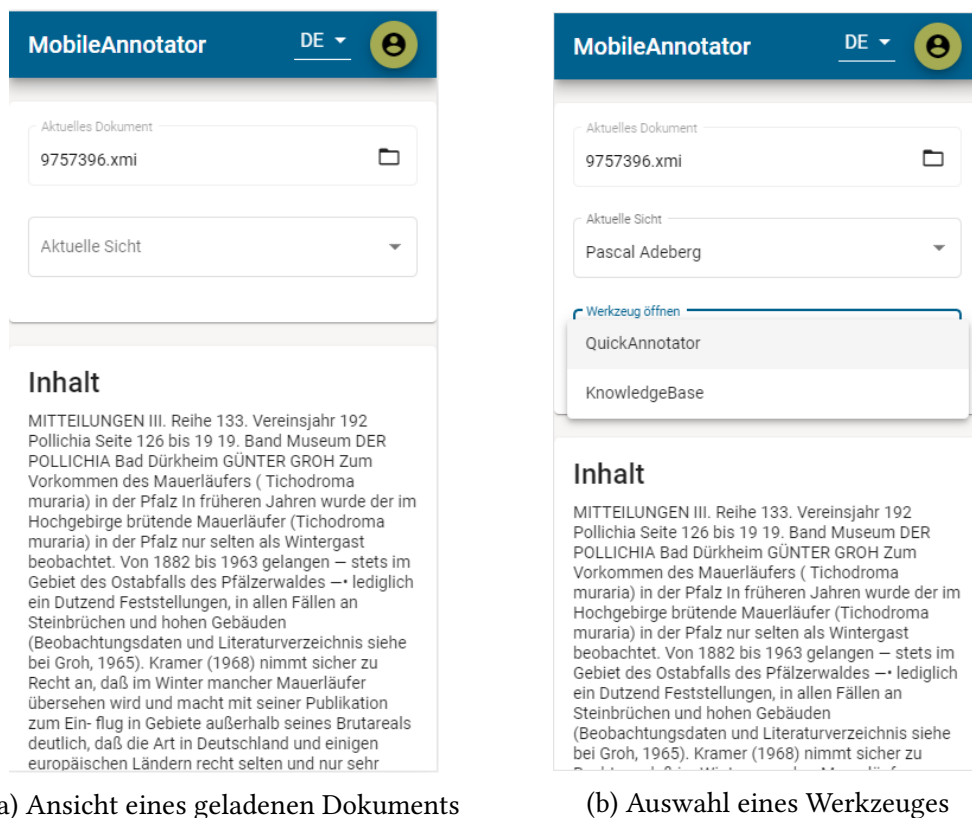 MobileAnnotator DE
Aktuelles Dokument
9757396.xmi
Aktuelle Sicht
Inhalt
MITTEILUNGEN III. Reihe 133. Vereinsjahr 192
Pollichia Seite 126 bis 19 19. Band Museum DER
POLLICHIA Bad Dürkheim GÜNTER GROH Zum
Vorkommen des Mauerläufers ( Tichodroma
muraria) in der Pfalz In früheren Jahren wurde der im
Hochgebirge brütende Mauerläufer (Tichodroma
muraria) in der Pfalz nur selten als Wintergast
beobachtet. Von 1882 bis 1963 gelangen — stets im
Gebiet des Ostabfalls des Pfälzerwaldes —• lediglich
ein Dutzend Feststellungen, in allen Fällen an
Steinbrüchen und hohen Gebäuden
(Beobachtungsdaten und Literaturverzeichnis siehe
bei Groh, 1965). Kramer (1968) nimmt sicher zu
Recht an, daß im Winter mancher Mauerläufer
übersehen wird und macht mit seiner Publikation
zum Ein- flug in Gebiete außerhalb seines Brutareals
deutlich, daß die Art in Deutschland und einigen
europäischen Ländern recht selten und nur sehr
a) Ansicht eines geladenen Dokuments
MobileAnnotator DE
Aktuelles Dokument
9757396.xmi
Aktuelle Sicht
Pascal Adeberg
Werkzeug öffnen
QuickAnnotator
KnowledgeBase
Inhalt
MITTEILUNGEN III. Reihe 133. Vereinsjahr 192
Pollichia Seite 126 bis 19 19. Band Museum DER
POLLICHIA Bad Dürkheim GÜNTER GROH Zum
Vorkommen des Mauerläufers ( Tichodroma
muraria) in der Pfalz In früheren Jahren wurde der im
Hochgebirge brütende Mauerläufer (Tichodroma
muraria) in der Pfalz nur selten als Wintergast
beobachtet. Von 1882 bis 1963 gelangen — stets im
Gebiet des Ostabfalls des Pfälzerwaldes —• lediglich
ein Dutzend Feststellungen, in allen Fällen an
Steinbrüchen und hohen Gebäuden
(Beobachtungsdaten und Literaturverzeichnis siehe
bei Groh, 1965). Kramer (1968) nimmt sicher zu
(b) Auswahl eines Werkzeuges